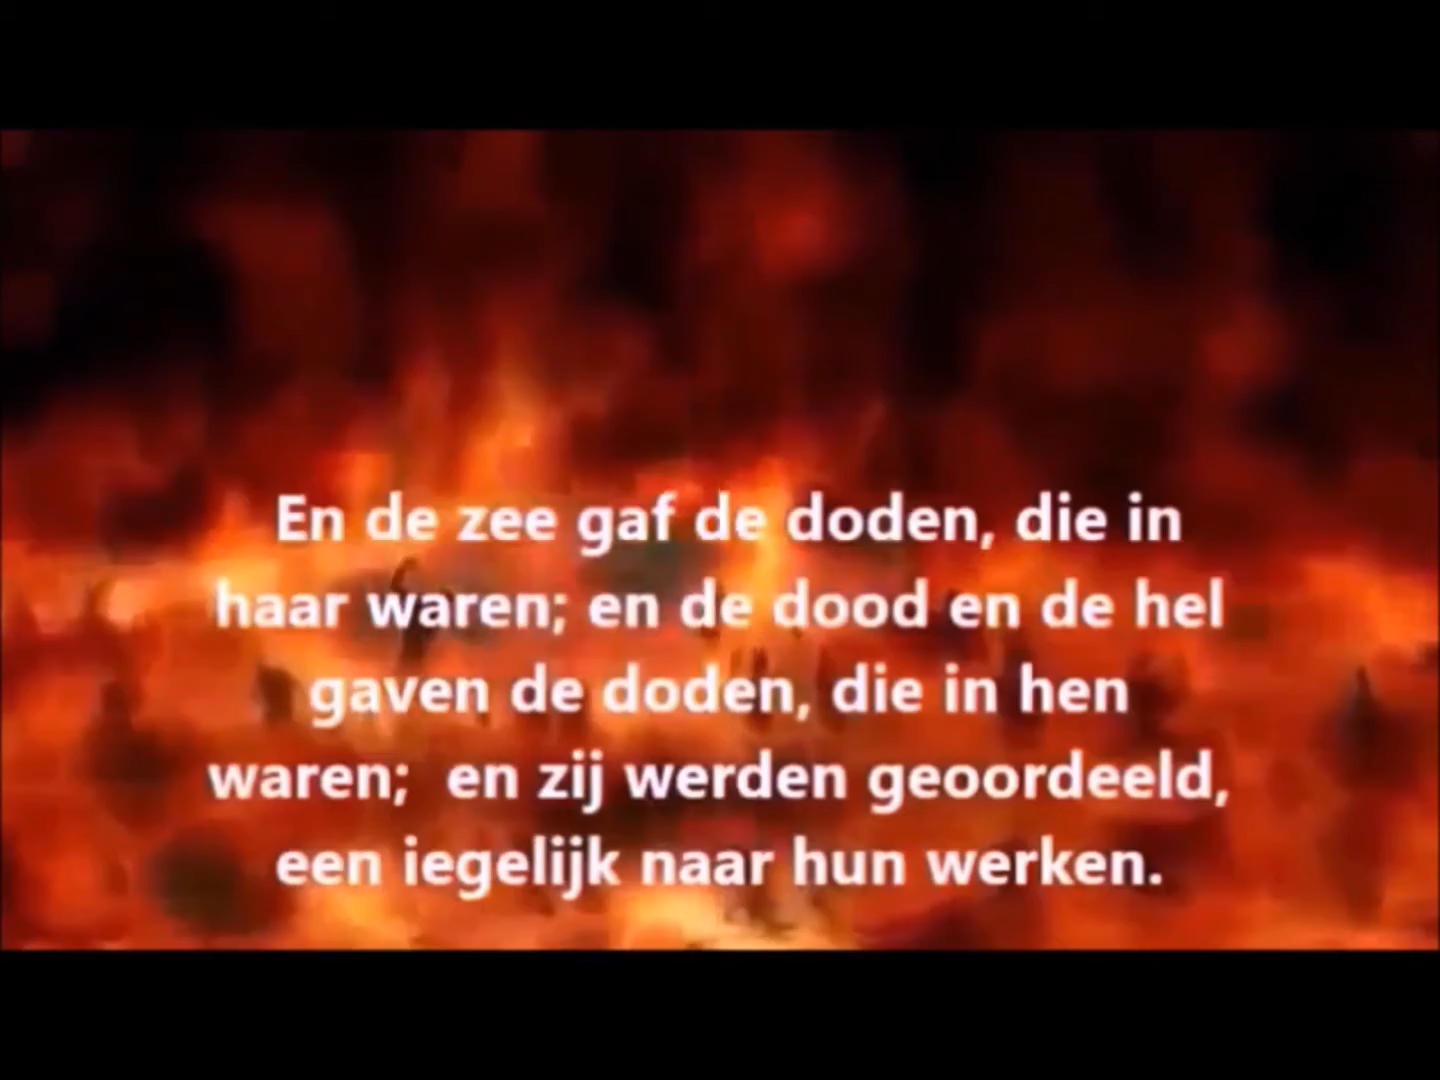 En de zee gaf de doden, die in
haar waren; en de dood en de hel
gaven de doden, die in hen
waren;  en zij werden geoordeeld,
een iegelijk naar hun werken.